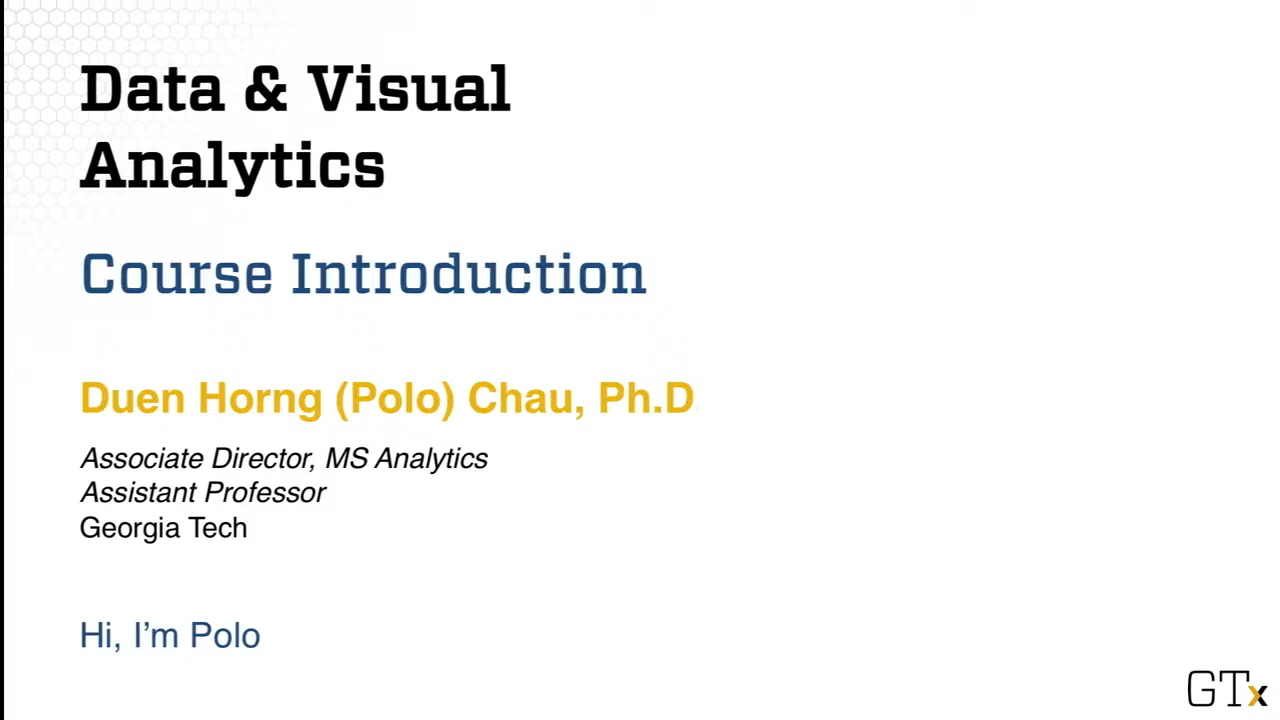 Data & Visual
Analytics
Course Introduction
Duen Horng (Polo) Chau, Ph.D
Associate Director, MS Analytics
Assistant Professor
Georgia Tech
Hi, I'm Polo
GTx